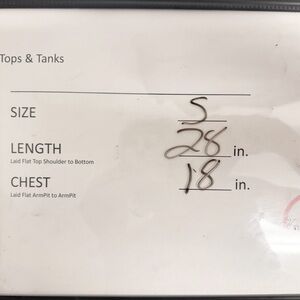 Tops & Tanks
SIZE S
LENGTH 28 in.
Laid Flat Top Shoulder to Bottom
CHEST 18 in.
Laid Flat ArmPit to ArmPit